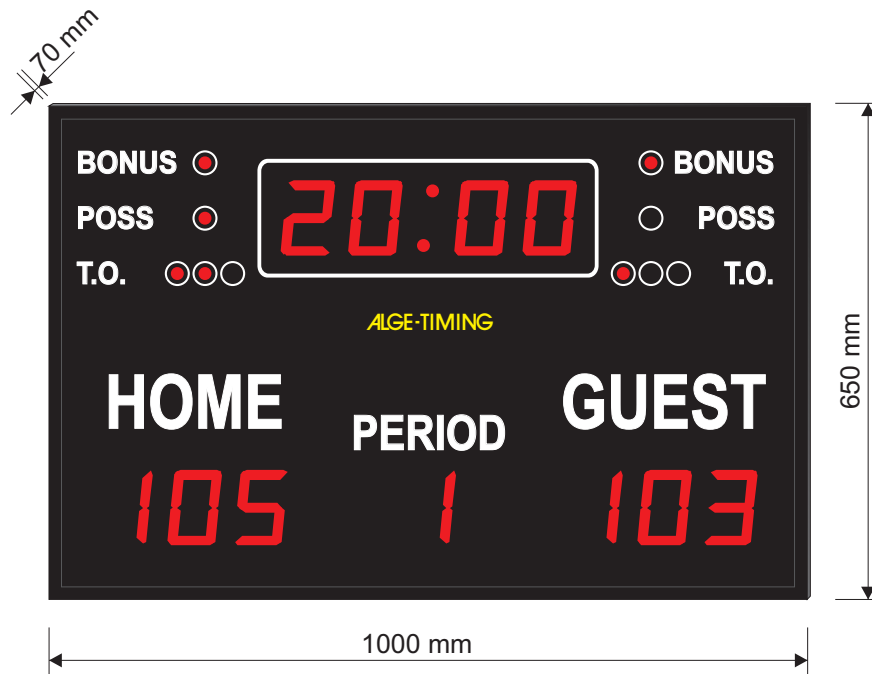 70 mm
BONUS 20:00 BONUS
POSS POSS
T.O. T.O.
ALGE-TIMING
HOME GUEST
PERIOD
105 1 103
650 mm
1000 mm